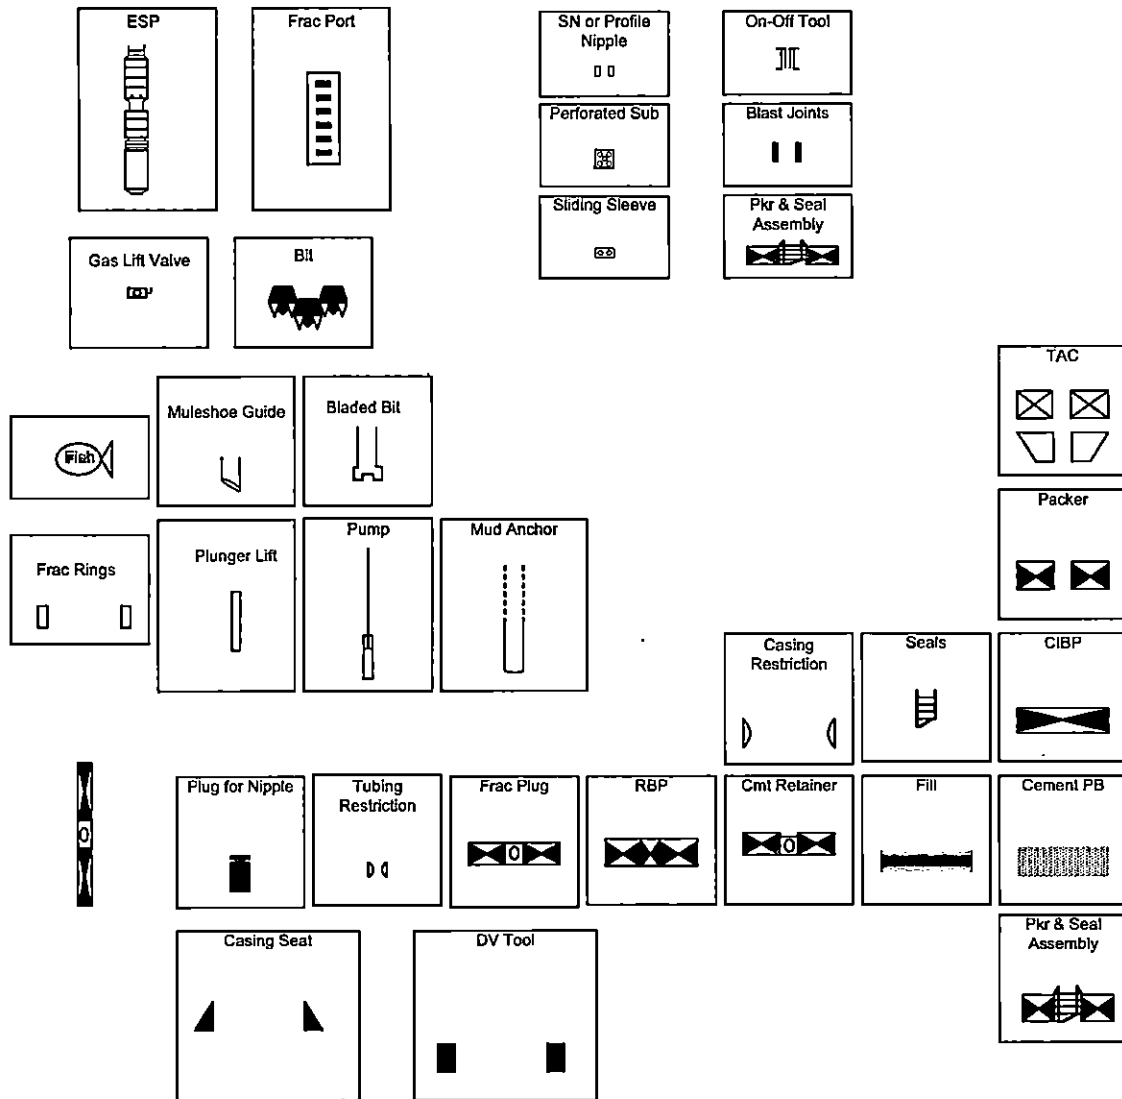 ESP
Frac Port
SN or Profile
Nipple
On-Off Tool
Perforated Sub
Blast Joints
Sliding Sleeve
Pkr & Seal
Assembly
Gas Lift Valve
Bit
TAC
Muleshoe Guide
Bladed Bit
Fish
Packer
Frac Rings
Plunger Lift
Pump
Mud Anchor
Casing
Restriction
Seals
CIBP
Plug for Nipple
Tubing
Restriction
Frac Plug
RBP
Cmt Retainer
Fill
Cement PB
Casing Seat
DV Tool
Pkr & Seal
Assembly